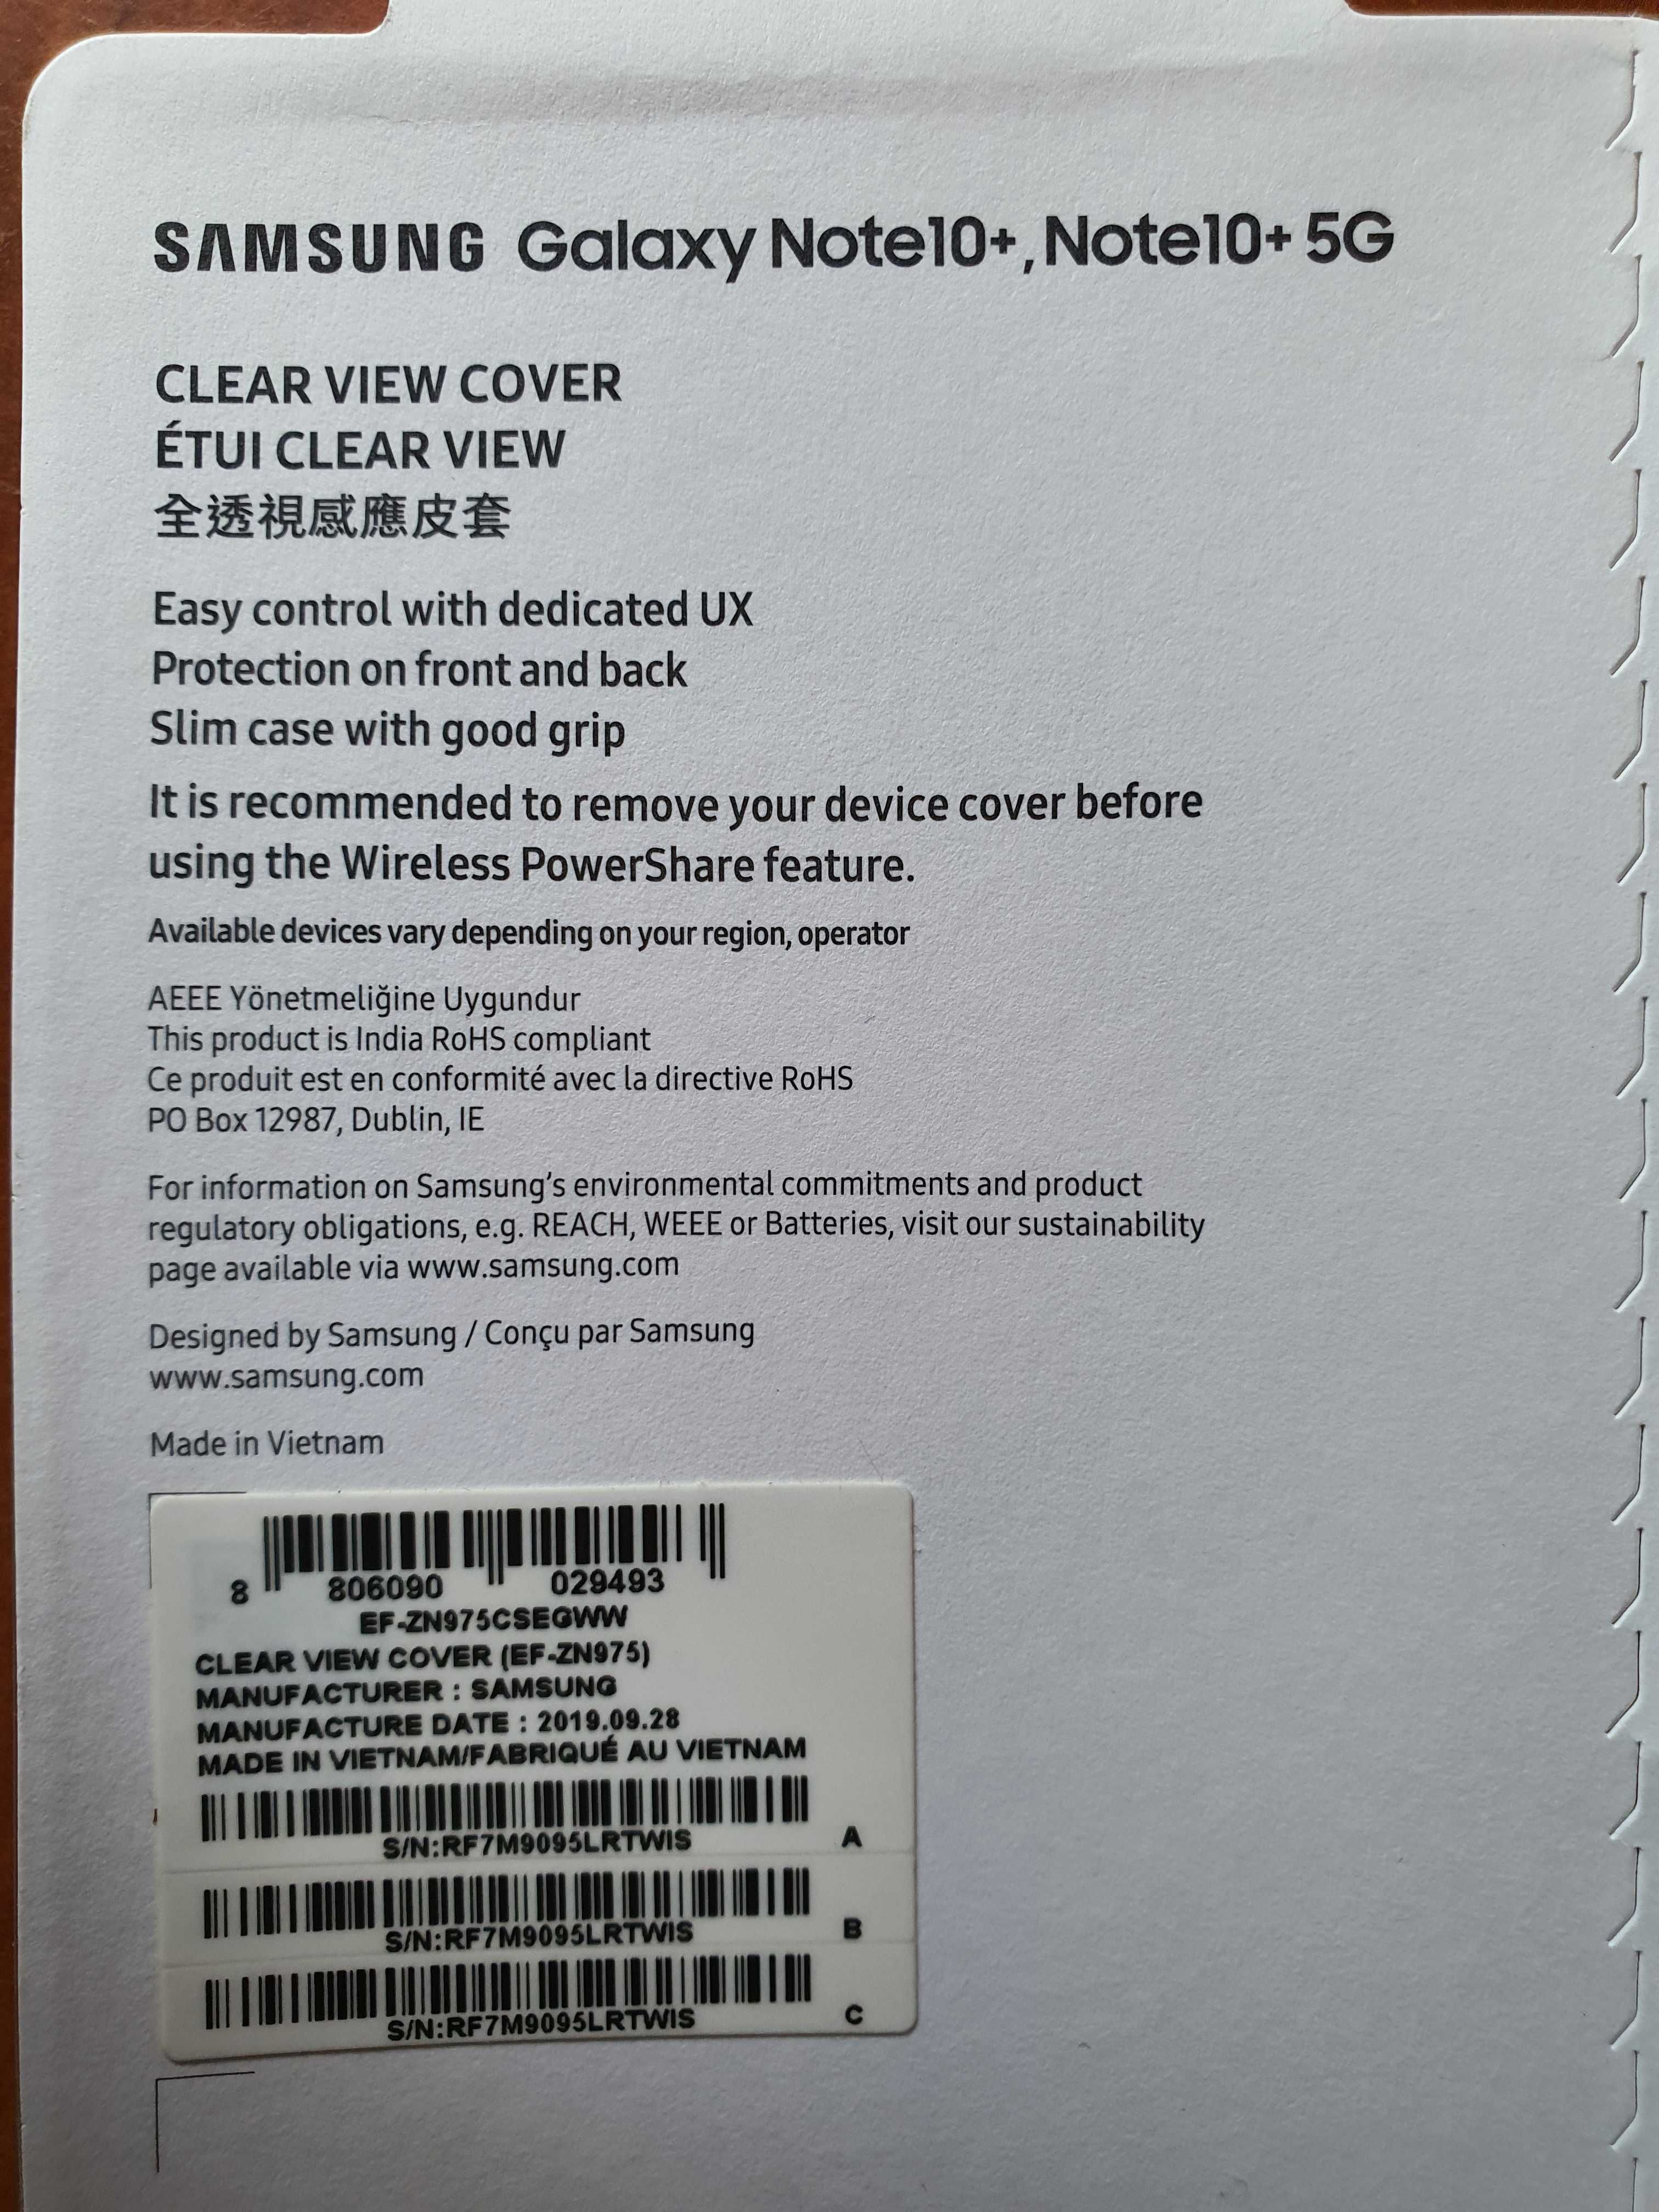 SAMSUNG Galaxy Note10+, Note10+ 5G
CLEAR VIEW COVER
ÉTUI CLEAR VIEW
全透視感應皮套
Easy control with dedicated UX
Protection on front and back
Slim case with good grip
It is recommended to remove your device cover before
using the Wireless PowerShare feature.
Available devices vary depending on your region, operator
AEEE Yönetmeliğine Uygundur
This product is India RoHS compliant
Ce produit est en conformité avec la directive RoHS
PO Box 12987, Dublin, IE
For information on Samsung's environmental commitments and product
regulatory obligations, e.g. REACH, WEEE or Batteries, visit our sustainability
page available via www.samsung.com
Designed by Samsung / Conçu par Samsung
www.samsung.com
Made in Vietnam
8 806090 029493
EF-ZN975CSEGWW
CLEAR VIEW COVER (EF-ZN975)
MANUFACTURER : SAMSUNG
MANUFACTURE DATE : 2019.09.28
MADE IN VIETNAM/FABRIQUÉ AU VIETNAM
S/N:RF7M9095LRTWIS A
S/N:RF7M9095LRTWIS B
S/N:RF7M9095LRTWIS C